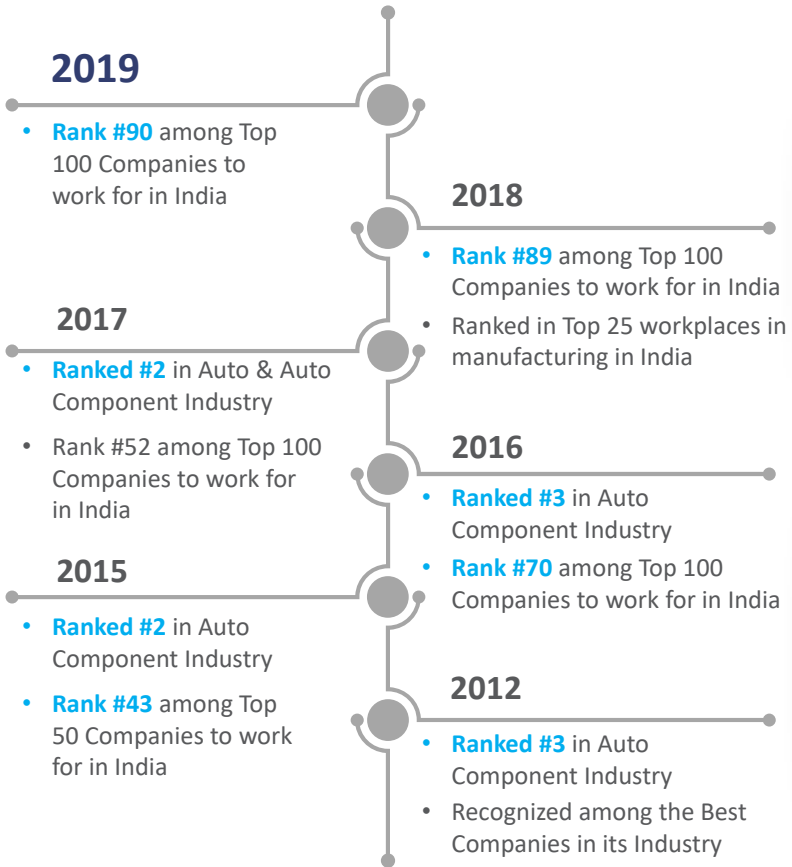 2019
• Rank #90 among Top
100 Companies to
work for in India
2018
• Rank #89 among Top 100
Companies to work for in India
• Ranked in Top 25 workplaces in
manufacturing in India
2017
• Ranked #2 in Auto & Auto
Component Industry
• Rank #52 among Top 100
Companies to work for
in India
2016
• Ranked #3 in Auto
Component Industry
• Rank #70 among Top 100
Companies to work for in India
2015
• Ranked #2 in Auto
Component Industry
• Rank #43 among Top
50 Companies to work
for in India
2012
• Ranked #3 in Auto
Component Industry
• Recognized among the Best
Companies in its Industry